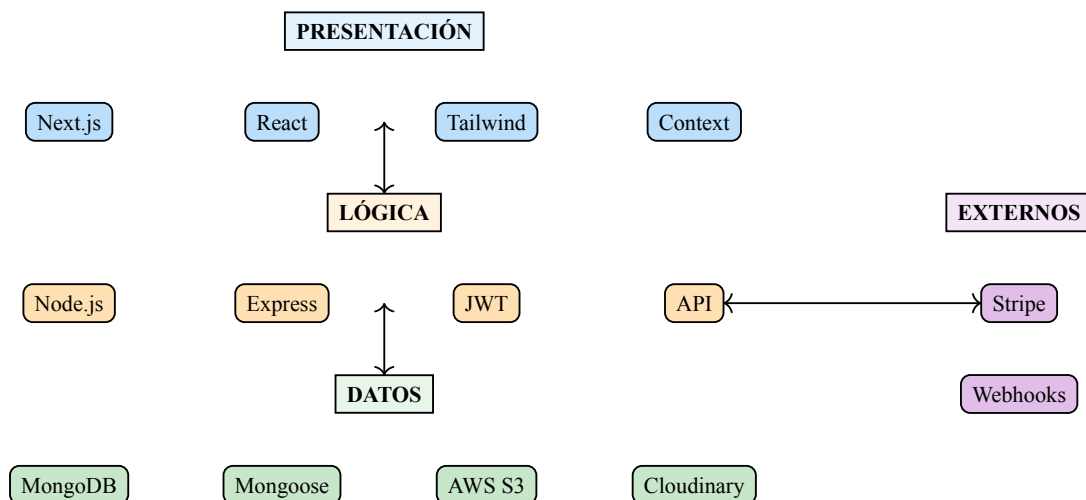 PRESENTACIÓN
Next.js React Tailwind Context
LÓGICA EXTERNOS
Node.js Express JWT API Stripe
DATOS Webhooks
MongoDB Mongoose AWS S3 Cloudinary